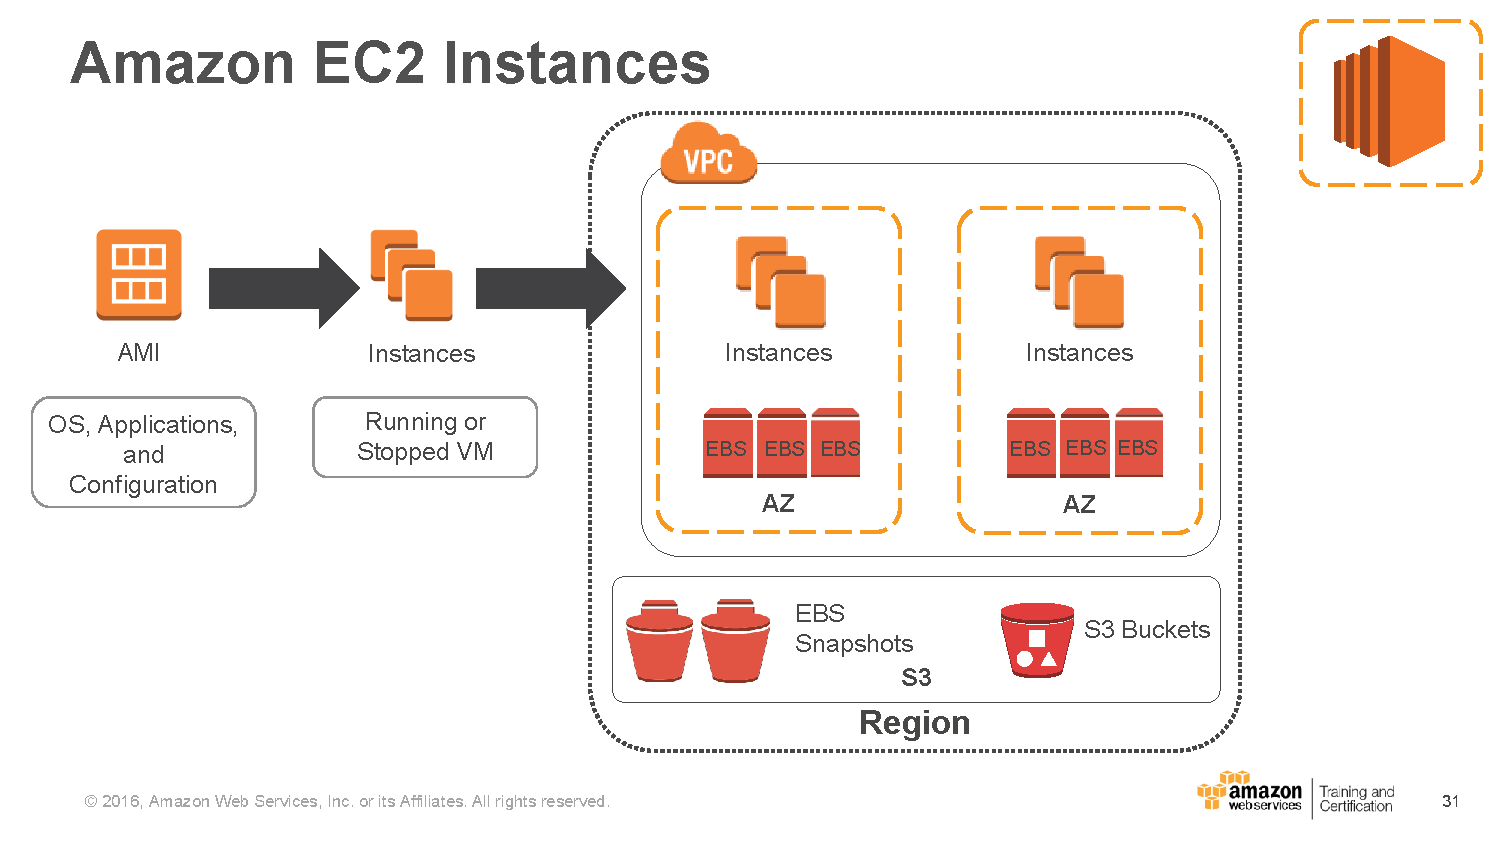 Amazon EC2 Instances
VPC
AMI
Instances
Instances
Instances
OS, Applications,
and
Configuration
Running or
Stopped VM
EBS EBS EBS
EBS EBS EBS
AZ
AZ
EBS
Snapshots
S3 Buckets
S3
Region
© 2016, Amazon Web Services, Inc. or its Affiliates. All rights reserved.
amazon
web services
Training and
Certification
31